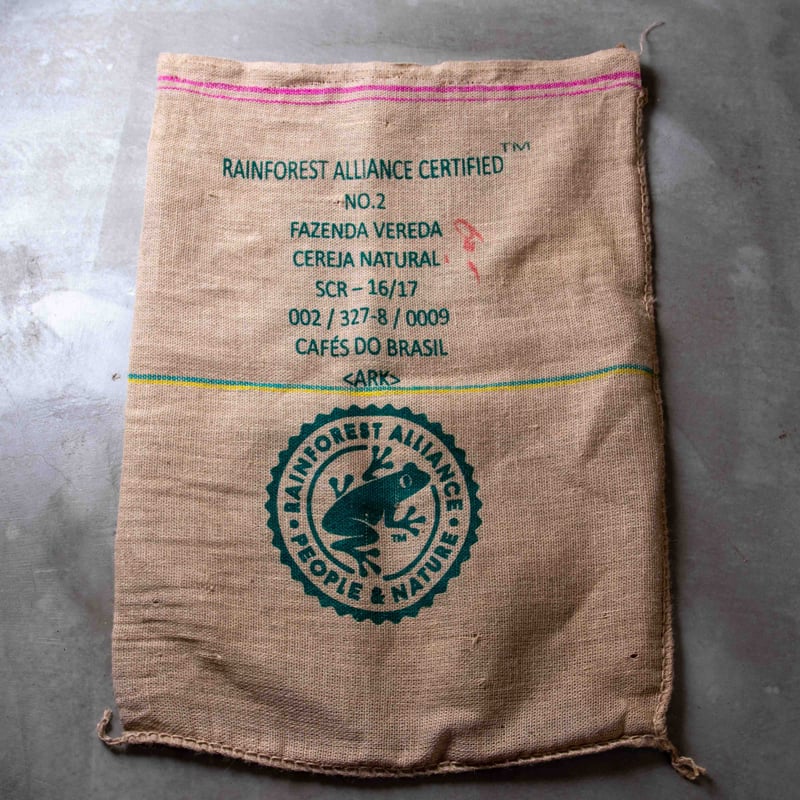 RAINFOREST ALLIANCE CERTIFIED™
NO.2
FAZENDA VEREDA
CEREJA NATURAL
SCR – 16/17
002 / 327-8 / 0009
CAFÉS DO BRASIL
<ARK>
RAINFOREST ALLIANCE
TM
• PEOPLE & NATURE •